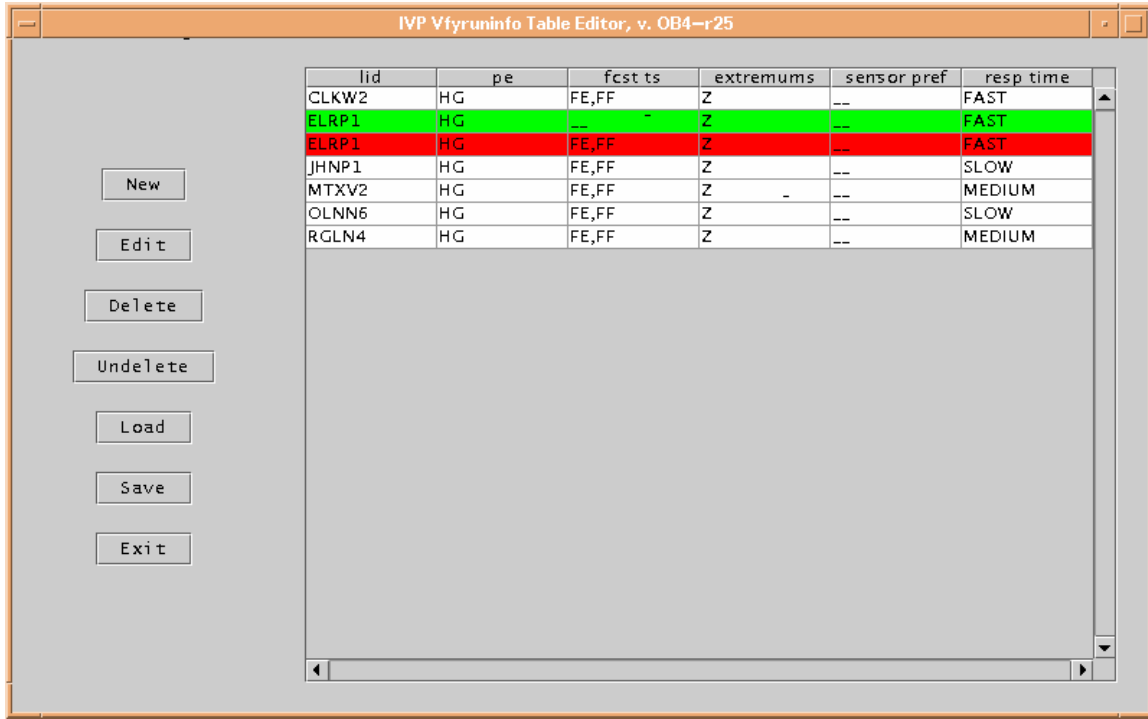 IVP Vfyruninfo Table Editor, v. OB4-r25
lid pe fcst ts extremums sensor pref resp time
CLKW2 HG FE,FF Z __ FAST
ELRP1 HG __ Z __ FAST
ELRP1 HG FE,FF Z __ FAST
JHNP1 HG FE,FF Z __ SLOW
MTXV2 HG FE,FF Z __ MEDIUM
OLNN6 HG FE,FF Z __ SLOW
RGLN4 HG FE,FF Z __ MEDIUM
New
Edit
Delete
Undelete
Load
Save
Exit